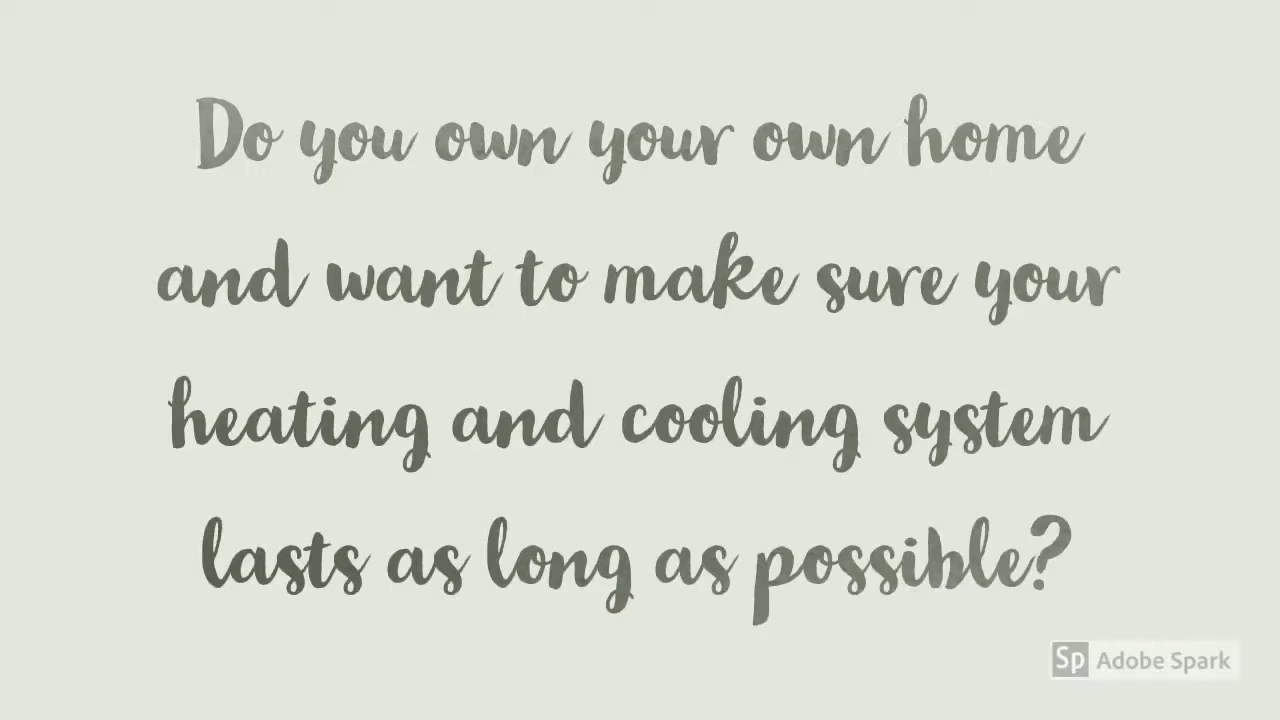 Do you own your own home
and want to make sure your
heating and cooling system
lasts as long as possible?
Sp Adobe Spark